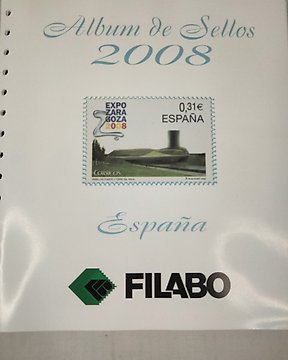 Album de Sellos
2008
EXPO
ZARA
GOZA
2008
0,31€
ESPAÑA
CORREOS
España
FILABO